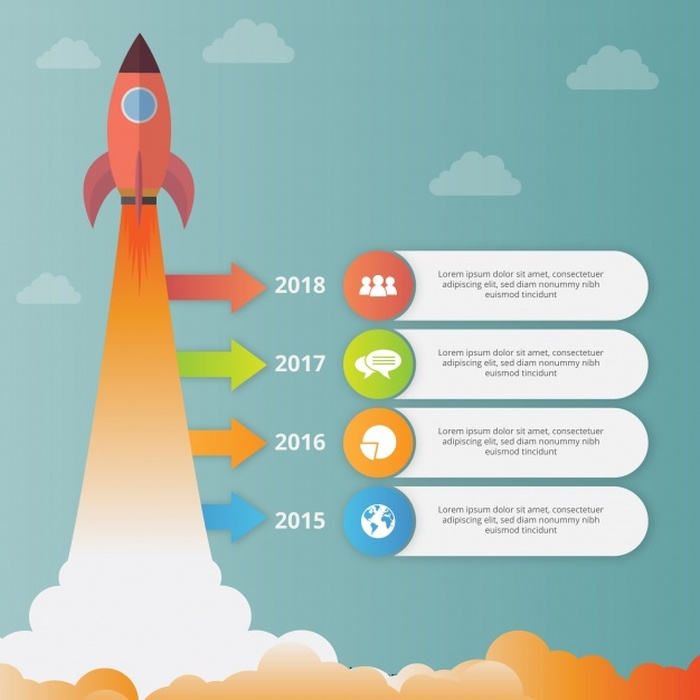 2018
Lorem ipsum dolor sit amet, consectetuer
adipiscing elit, sed diam nonummy nibh
euismod tincidunt
2017
Lorem ipsum dolor sit amet, consectetuer
adipiscing elit, sed diam nonummy nibh
euismod tincidunt
2016
Lorem ipsum dolor sit amet, consectetuer
adipiscing elit, sed diam nonummy nibh
euismod tincidunt
2015
Lorem ipsum dolor sit amet, consectetuer
adipiscing elit, sed diam nonummy nibh
euismod tincidunt